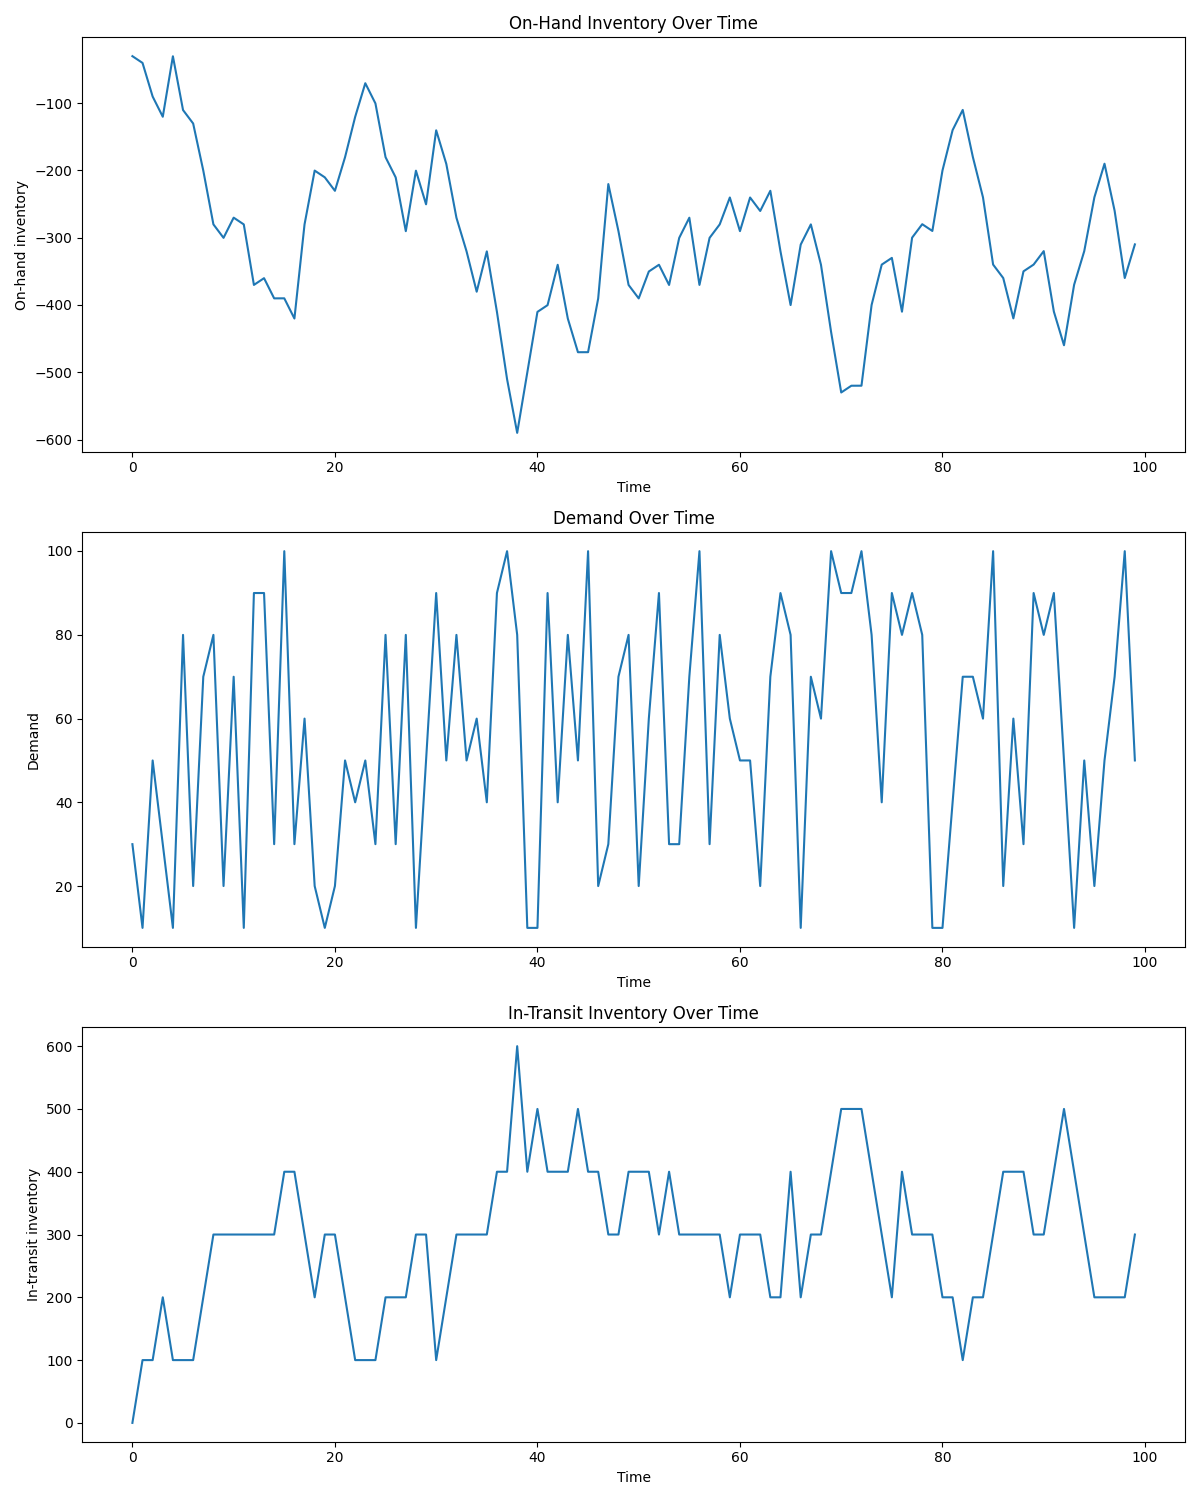 On-Hand Inventory Over Time
On-hand inventory
−100
−200
−300
−400
−500
−600
0 20 40 60 80 100
Time
Demand Over Time
Demand
100
80
60
40
20
0 20 40 60 80 100
Time
In-Transit Inventory Over Time
In-transit inventory
600
500
400
300
200
100
0
0 20 40 60 80 100
Time